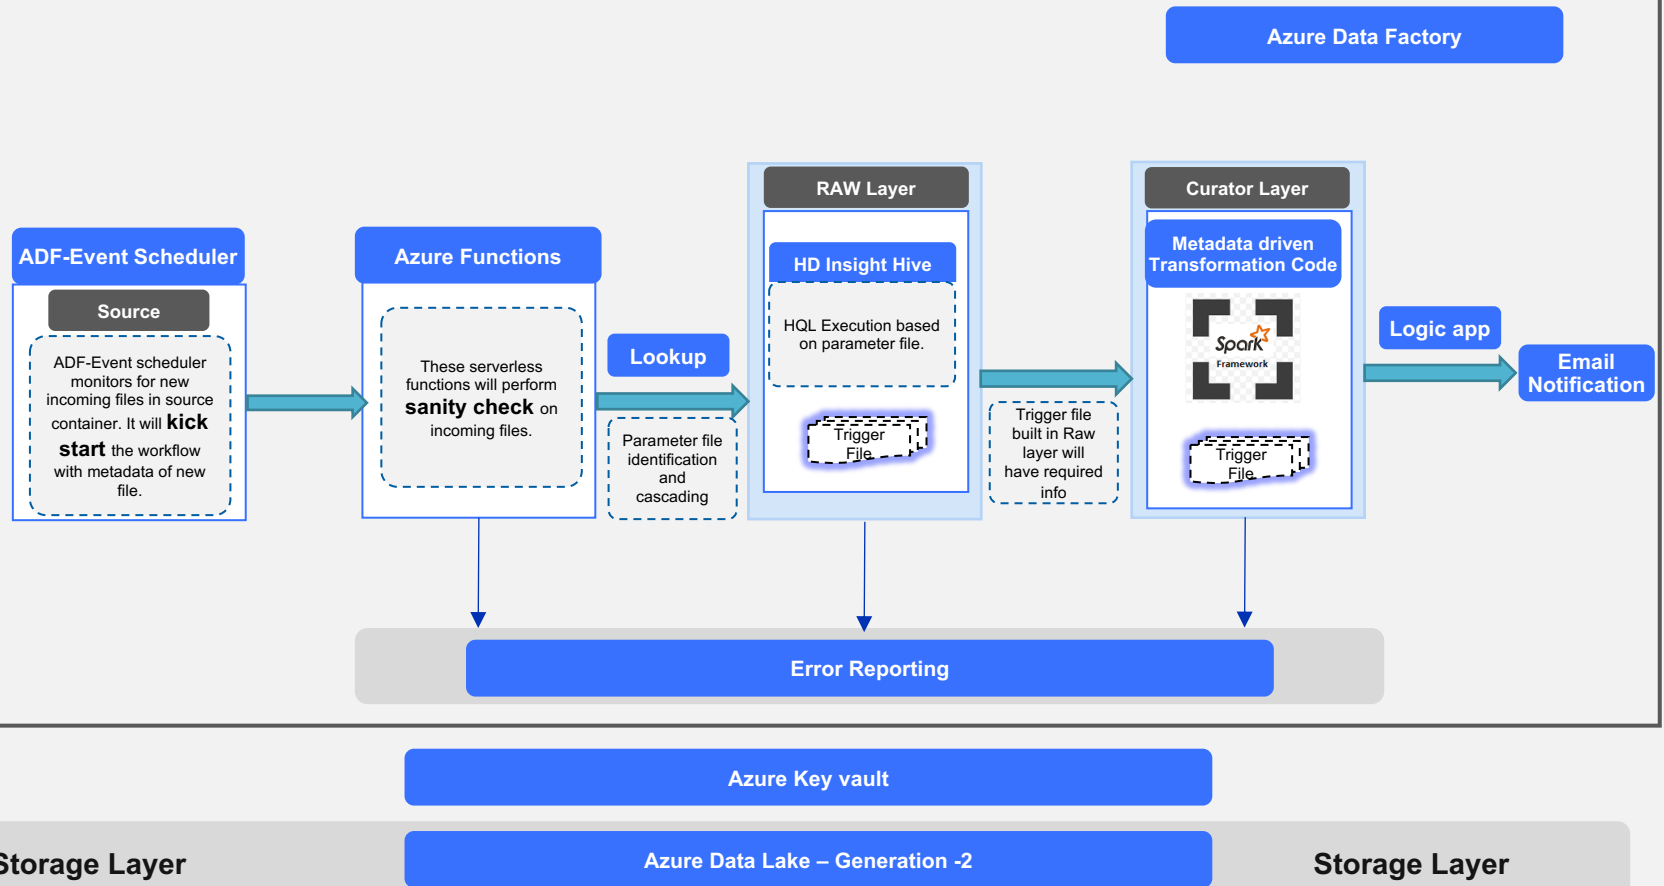 Azure Data Factory
ADF-Event Scheduler
Source
ADF-Event scheduler
monitors for new
incoming files in source
container. It will kick
start the workflow
with metadata of new
file.
Azure Functions
These serverless
functions will perform
sanity check on
incoming files.
Lookup
Parameter file
identification
and
cascading
RAW Layer
HD Insight Hive
HQL Execution based
on parameter file.
Trigger
File
Trigger file
built in Raw
layer will
have required
info
Curator Layer
Metadata driven
Transformation Code
Spark
Framework
Trigger
File
Logic app
Email
Notification
Error Reporting
Azure Key vault
Storage Layer
Azure Data Lake – Generation -2
Storage Layer